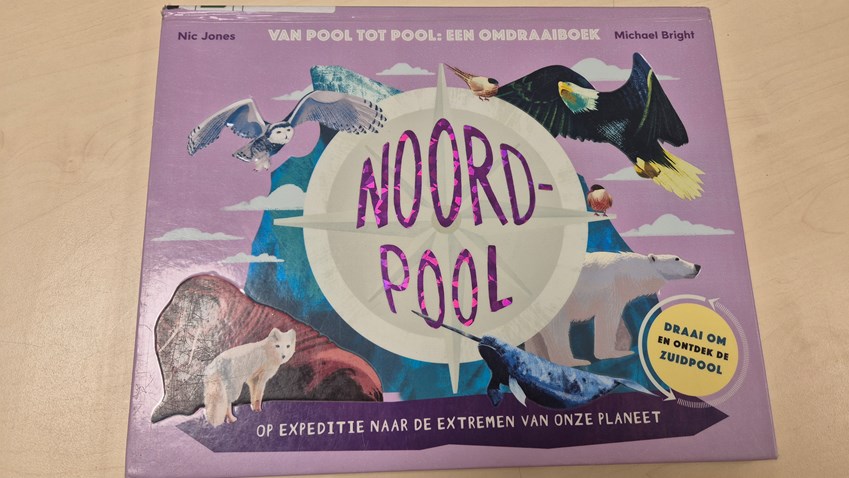 Nic Jones
VAN POOL TOT POOL: EEN OMDRAAIBOEK
Michael Bright
NOORD-
POOL
DRAAI OM
EN ONTDEK DE
ZUIDPOOL
OP EXPEDITIE NAAR DE EXTREMEN VAN ONZE PLANEET